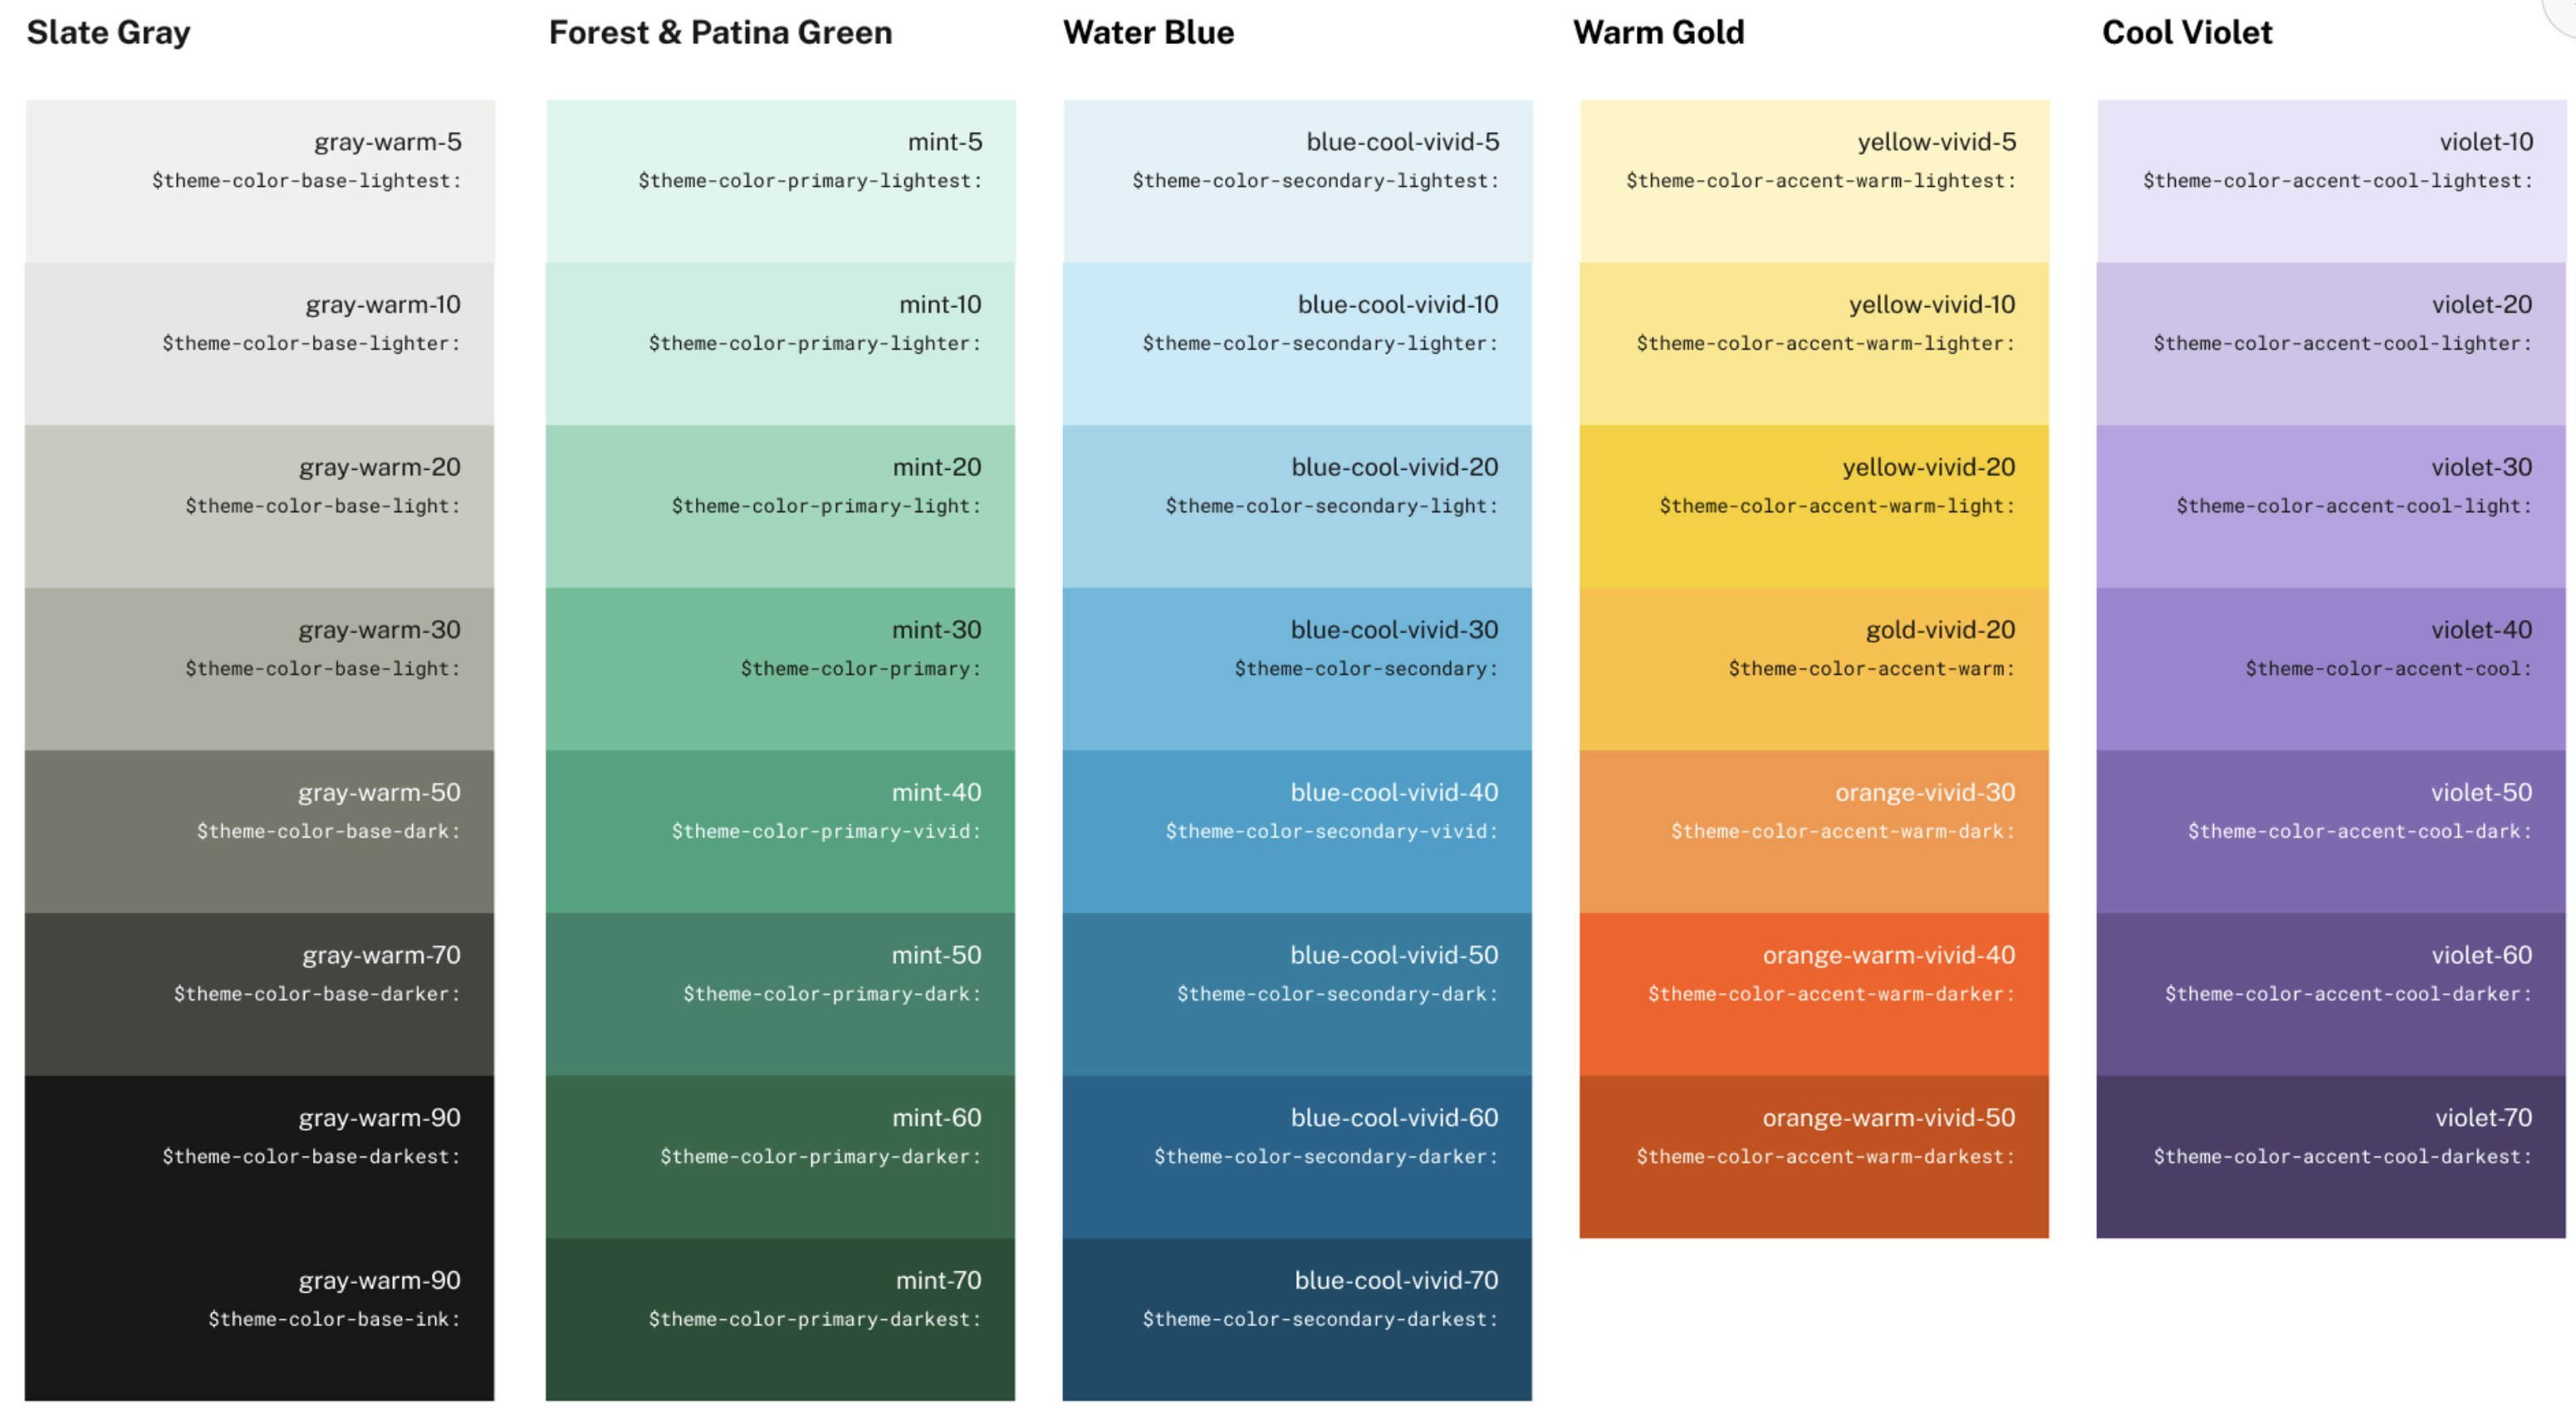 Slate Gray
gray-warm-5
$theme-color-base-lightest:
gray-warm-10
$theme-color-base-lighter:
gray-warm-20
$theme-color-base-light:
gray-warm-30
$theme-color-base-light:
gray-warm-50
$theme-color-base-dark:
gray-warm-70
$theme-color-base-darker:
gray-warm-90
$theme-color-base-darkest:
gray-warm-90
$theme-color-base-ink:
Forest & Patina Green
mint-5
$theme-color-primary-lightest:
mint-10
$theme-color-primary-lighter:
mint-20
$theme-color-primary-light:
mint-30
$theme-color-primary:
mint-40
$theme-color-primary-vivid:
mint-50
$theme-color-primary-dark:
mint-60
$theme-color-primary-darker:
mint-70
$theme-color-primary-darkest:
Water Blue
blue-cool-vivid-5
$theme-color-secondary-lightest:
blue-cool-vivid-10
$theme-color-secondary-lighter:
blue-cool-vivid-20
$theme-color-secondary-light:
blue-cool-vivid-30
$theme-color-secondary:
blue-cool-vivid-40
$theme-color-secondary-vivid:
blue-cool-vivid-50
$theme-color-secondary-dark:
blue-cool-vivid-60
$theme-color-secondary-darker:
blue-cool-vivid-70
$theme-color-secondary-darkest:
Warm Gold
yellow-vivid-5
$theme-color-accent-warm-lightest:
yellow-vivid-10
$theme-color-accent-warm-lighter:
yellow-vivid-20
$theme-color-accent-warm-light:
gold-vivid-20
$theme-color-accent-warm:
orange-vivid-30
$theme-color-accent-warm-dark:
orange-warm-vivid-40
$theme-color-accent-warm-darker:
orange-warm-vivid-50
$theme-color-accent-warm-darkest:
Cool Violet
violet-10
$theme-color-accent-cool-lightest:
violet-20
$theme-color-accent-cool-lighter:
violet-30
$theme-color-accent-cool-light:
violet-40
$theme-color-accent-cool:
violet-50
$theme-color-accent-cool-dark:
violet-60
$theme-color-accent-cool-darker:
violet-70
$theme-color-accent-cool-darkest: